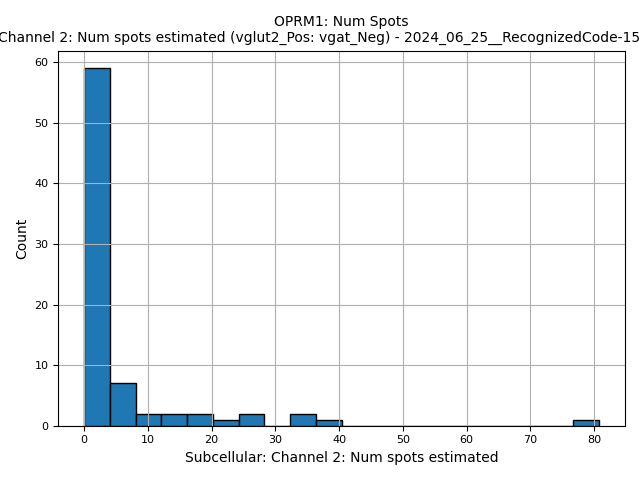 OPRM1: Num Spots
Channel 2: Num spots estimated (vglut2_Pos: vgat_Neg) - 2024_06_25__RecognizedCode-15
60
50
40
30
20
10
0
Count
0 10 20 30 40 50 60 70 80
Subcellular: Channel 2: Num spots estimated